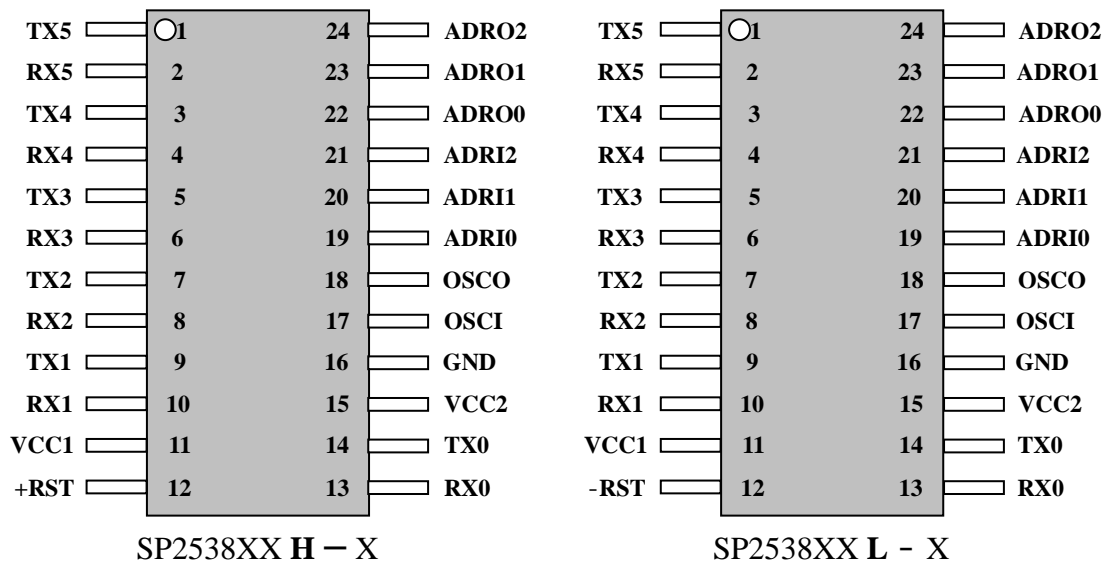 TX5 1 24 ADRO2 TX5 1 24 ADRO2
RX5 2 23 ADRO1 RX5 2 23 ADRO1
TX4 3 22 ADRO0 TX4 3 22 ADRO0
RX4 4 21 ADRI2 RX4 4 21 ADRI2
TX3 5 20 ADRI1 TX3 5 20 ADRI1
RX3 6 19 ADRI0 RX3 6 19 ADRI0
TX2 7 18 OSCO TX2 7 18 OSCO
RX2 8 17 OSCI RX2 8 17 OSCI
TX1 9 16 GND TX1 9 16 GND
RX1 10 15 VCC2 RX1 10 15 VCC2
VCC1 11 14 TX0 VCC1 11 14 TX0
+RST 12 13 RX0 -RST 12 13 RX0
SP2538XX H — X SP2538XX L - X